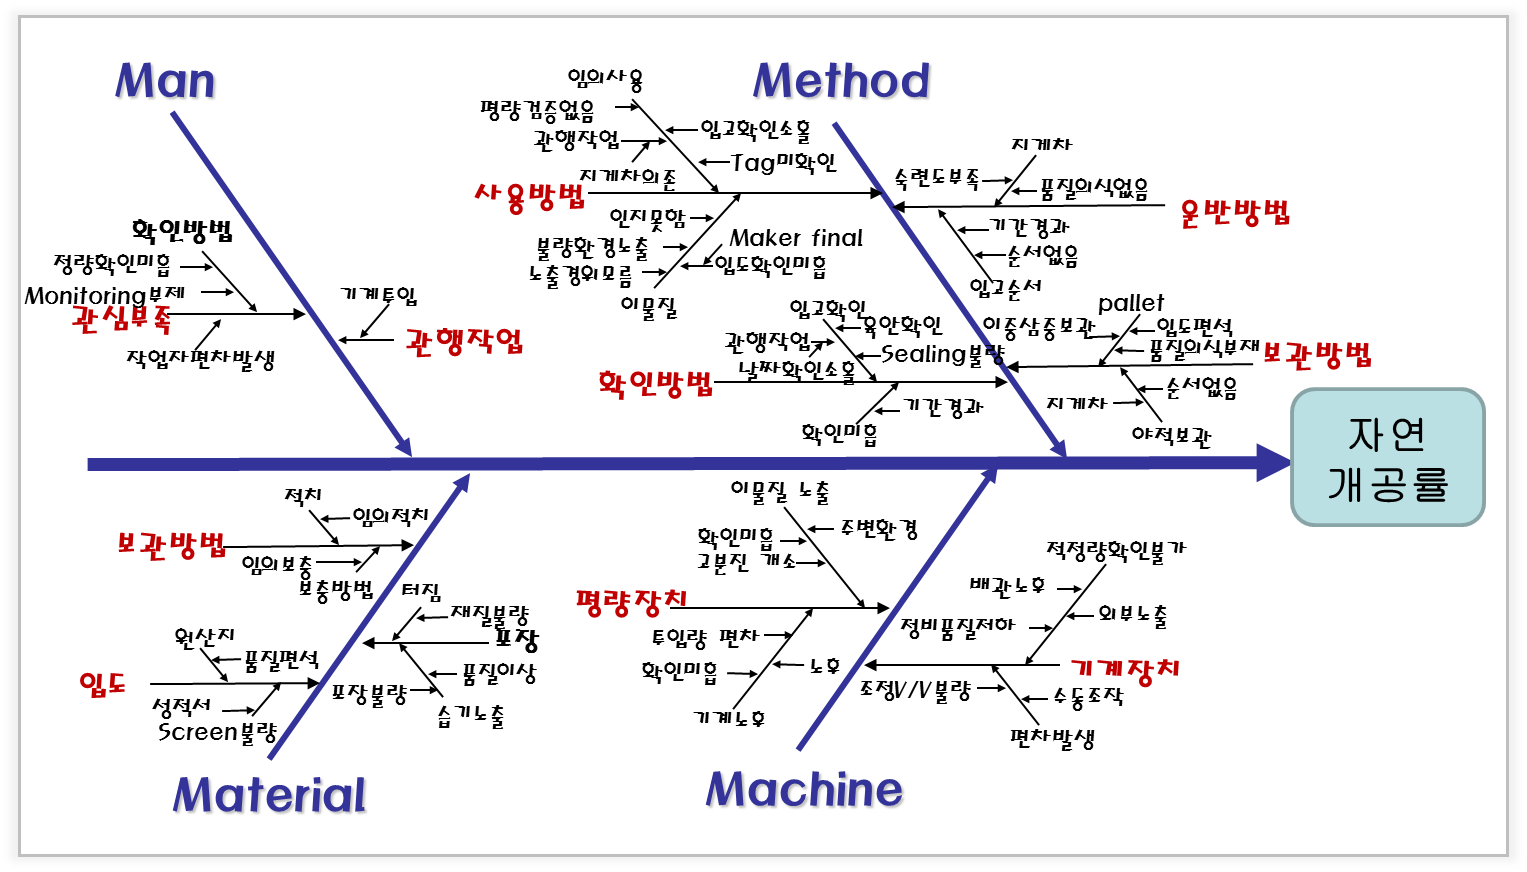 Man
Method
임의사용
평량검증없음
관행작업
지게차의존
입고확인소홀
Tag미확인
사용방법
지게차
숙련도부족
품질의식없음
운반방법
확인방법
정량확인미흡
Monitoring부제
관심부족
작업자편차발생
기계투입
관행작업
인지못함
불량환경노출
노출경위모름
이물질
Maker final
입도확인미흡
기간경과
순서없음
입고순서
입고확인
육안확인
관행작업
Sealing불량
날짜확인소홀
확인방법
기간경과
확인미흡
pallet
이중삼중보관
입도편석
품질의식부재
보관방법
순서없음
지게차
야적보관
자연
개공률
적치
임의적치
보관방법
임의보충
보충방법
터짐
재질불량
포장
원산지
품질편석
입도
성적서
Screen불량
품질이상
포장불량
습기노출
이물질 노출
주변환경
확인미흡
고분진 개소
평량장치
투입량 편차
확인미흡
노후
기계노후
적정량확인불가
배관노후
외부노출
정비품질저하
기계장치
조정V/V불량
수동조작
편차발생
Material
Machine